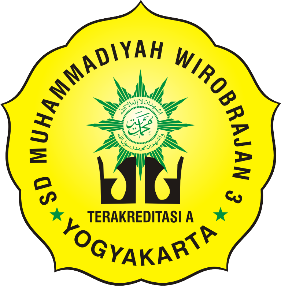 SD MUHAMMADIYAH WIROBRAJAN 3
TERAKREDITASI A
YOGYAKARTA